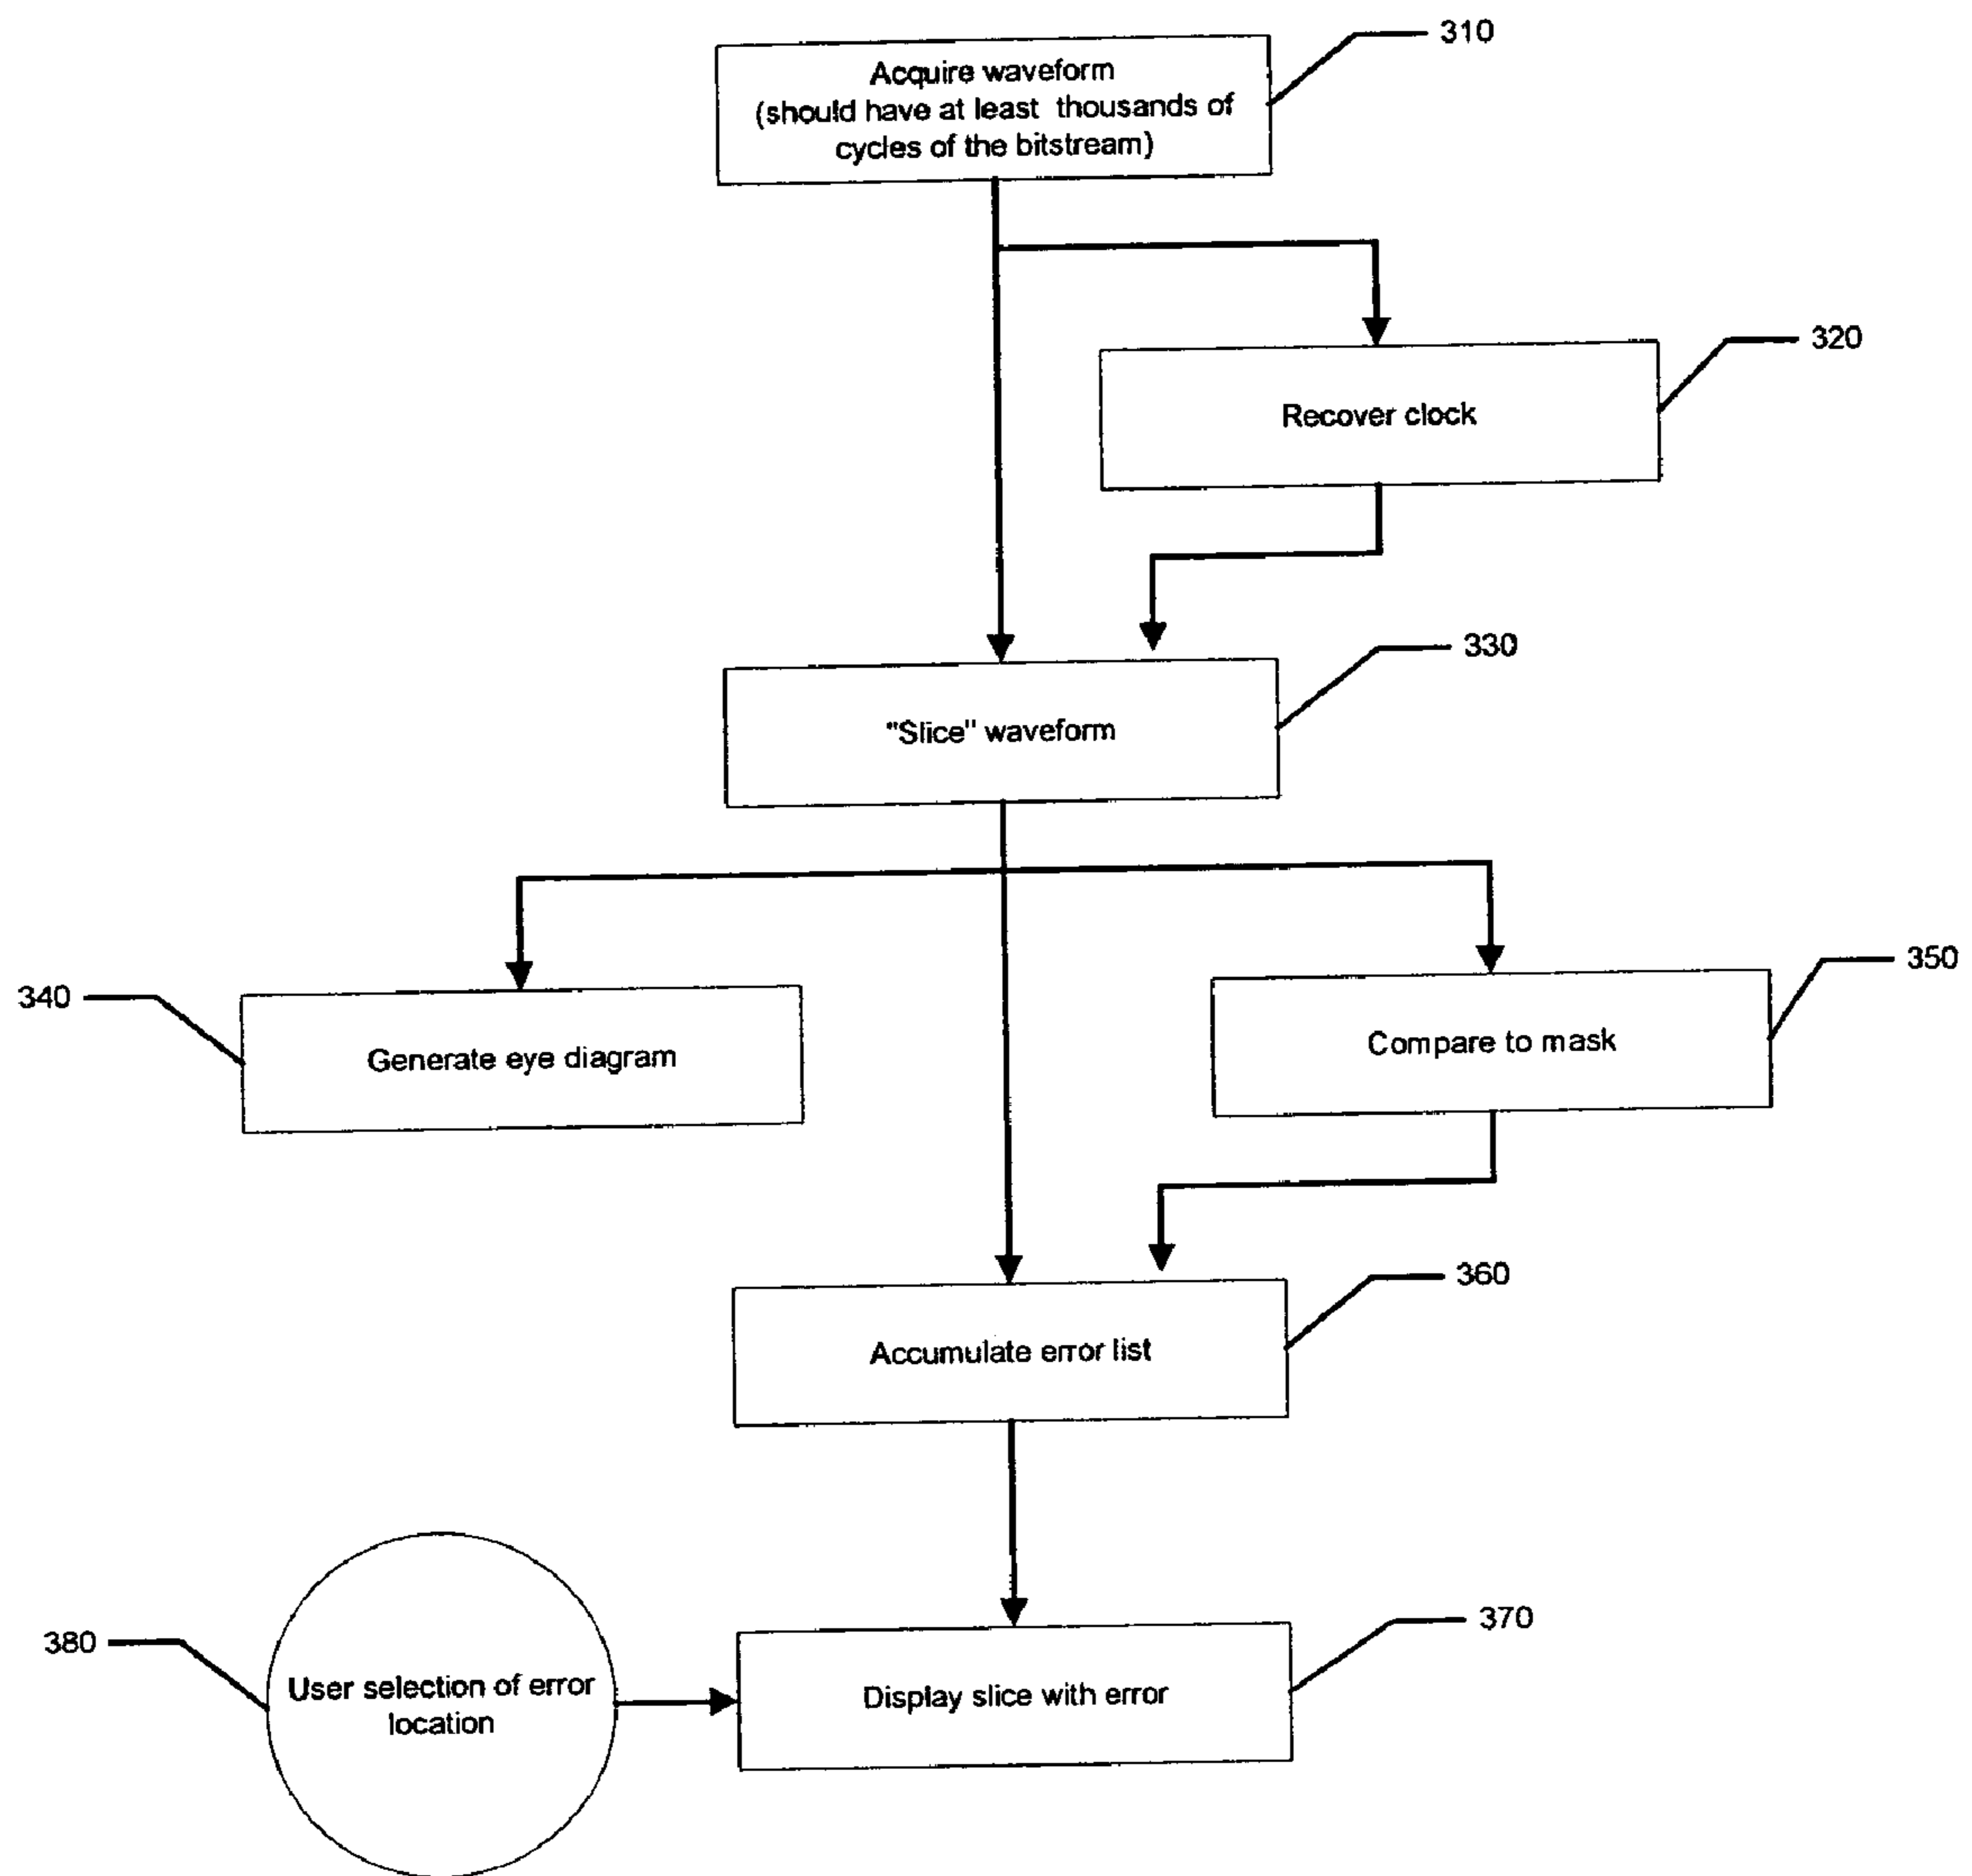 310
Acquire waveform
(should have at least thousands of
cycles of the bitstream)
320
Recover clock
330
"Slice" waveform
340
Generate eye diagram
350
Compare to mask
360
Accumulate error list
370
380
User selection of error
location
Display slice with error